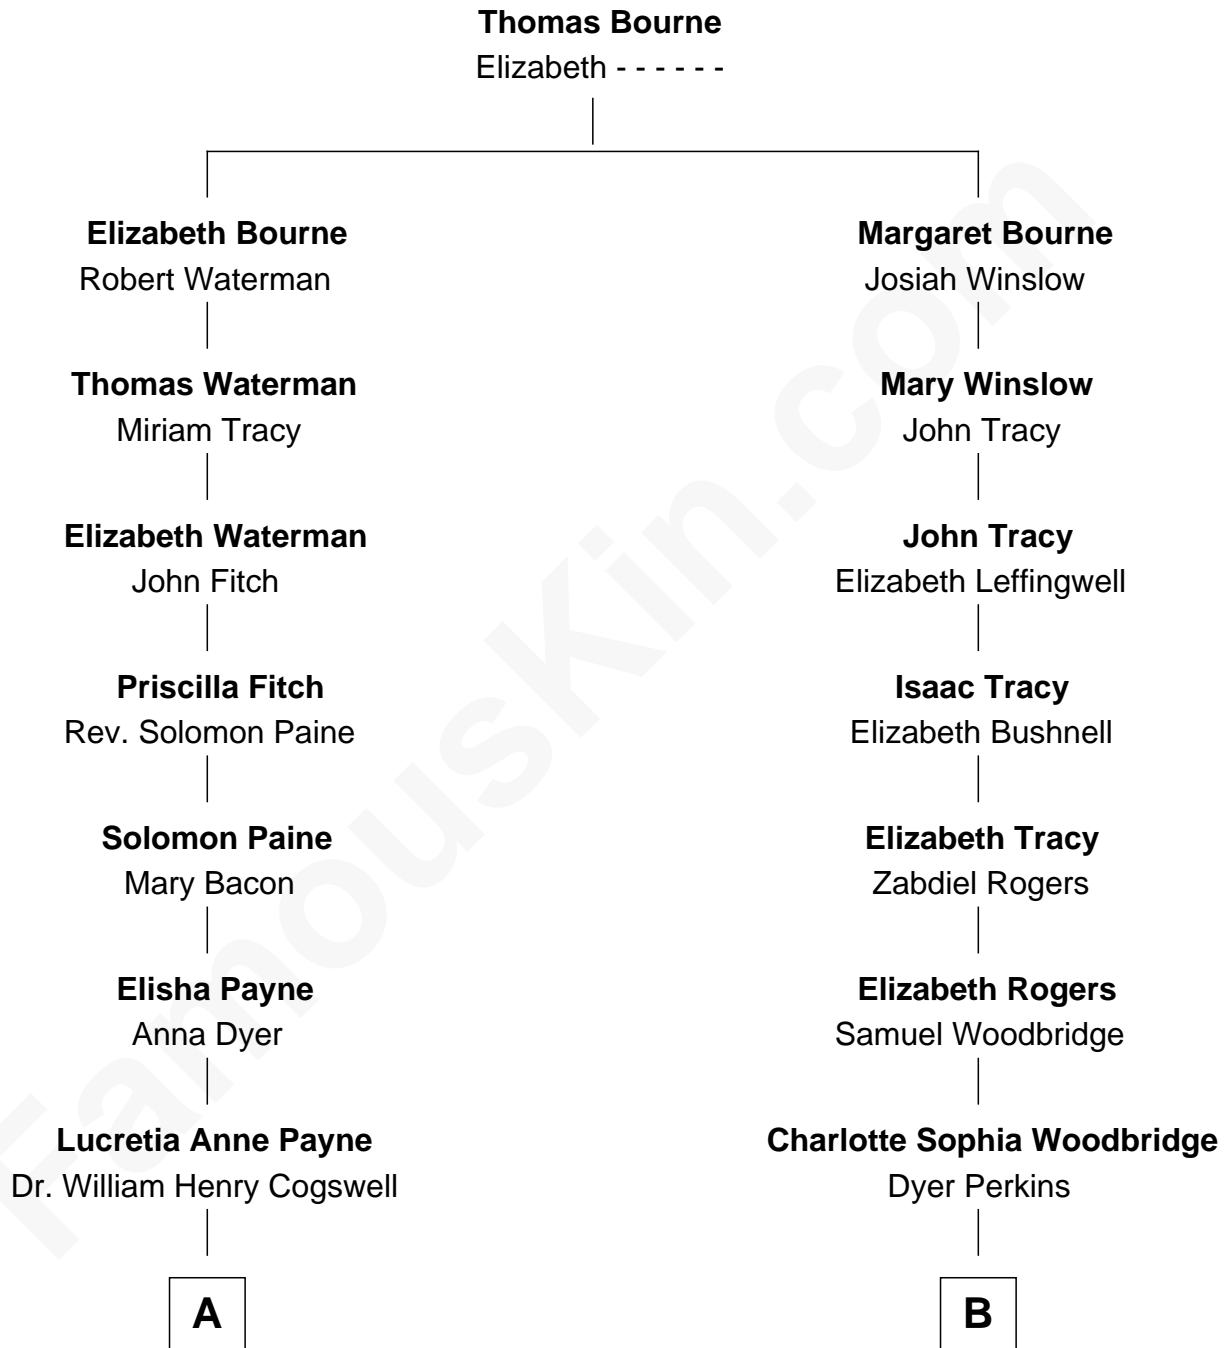 Thomas Bourne
Elizabeth - - - - - -
Elizabeth Bourne
Robert Waterman
Margaret Bourne
Josiah Winslow
Thomas Waterman
Miriam Tracy
Mary Winslow
John Tracy
Elizabeth Waterman
John Fitch
John Tracy
Elizabeth Leffingwell
Priscilla Fitch
Rev. Solomon Paine
Isaac Tracy
Elizabeth Bushnell
Solomon Paine
Mary Bacon
Elizabeth Tracy
Zabdiel Rogers
Elisha Payne
Anna Dyer
Elizabeth Rogers
Samuel Woodbridge
Lucretia Anne Payne
Dr. William Henry Cogswell
Charlotte Sophia Woodbridge
Dyer Perkins
A
B
FamousKin.com